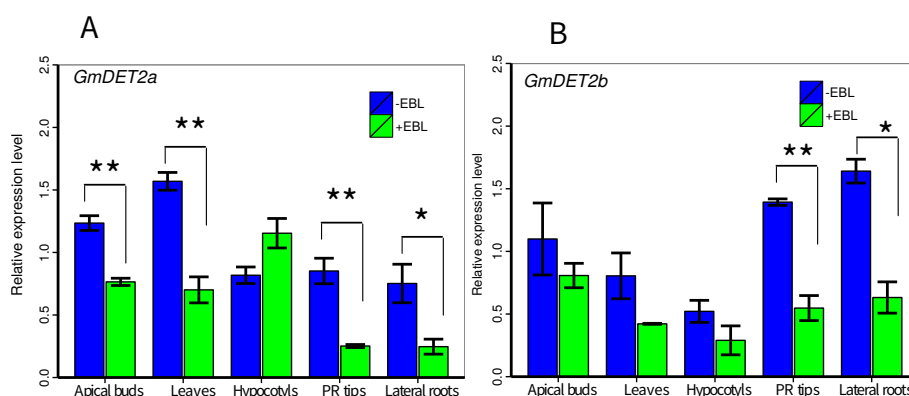 A
2.5
GmDET2a
-EBL
+EBL
2.0
**
**
1.5
**
*
1.0
0.5
0.0
Relative expression level
Apical buds Leaves Hypocotyls PR tips Lateral roots
B
2.5
GmDET2b
-EBL
+EBL
2.0
*
**
1.5
1.0
0.5
0.0
Relative expression level
Apical buds Leaves Hypocotyls PR tips Lateral roots